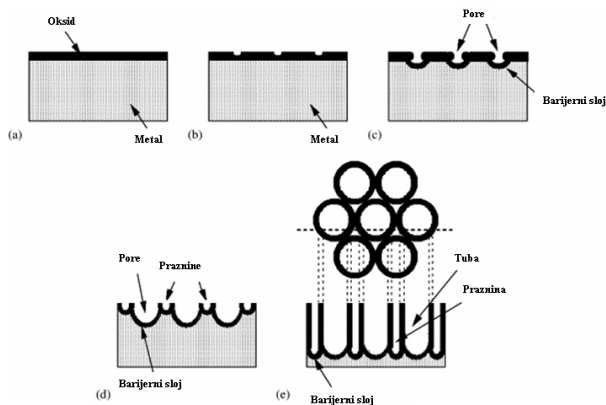 Oksid
Metal
(a)
Metal
(b)
Pore
Barijerni sloj
(c)
Pore
Praznine
Barijerni sloj
(d)
Tuba
Praznina
Barijerni sloj
(e)